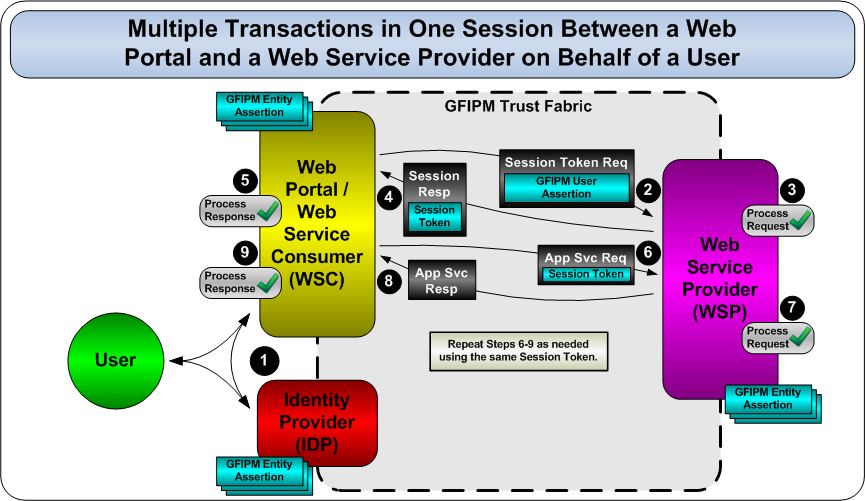 Multiple Transactions in One Session Between a Web
Portal and a Web Service Provider on Behalf of a User
GFIPM Entity
Assertion
GFIPM Trust Fabric
Web
Portal /
Web
Service
Consumer
(WSC)
5
Process
Response
9
Process
Response
Session
Resp
Session
Token
4
Session Token Req
GFIPM User
Assertion
2
3
Process
Request
App Svc
Resp
8
App Svc Req
Session Token
6
Web
Service
Provider
(WSP)
7
Process
Request
Repeat Steps 6-9 as needed
using the same Session Token.
User
1
Identity
Provider
(IDP)
GFIPM Entity
Assertion
GFIPM Entity
Assertion